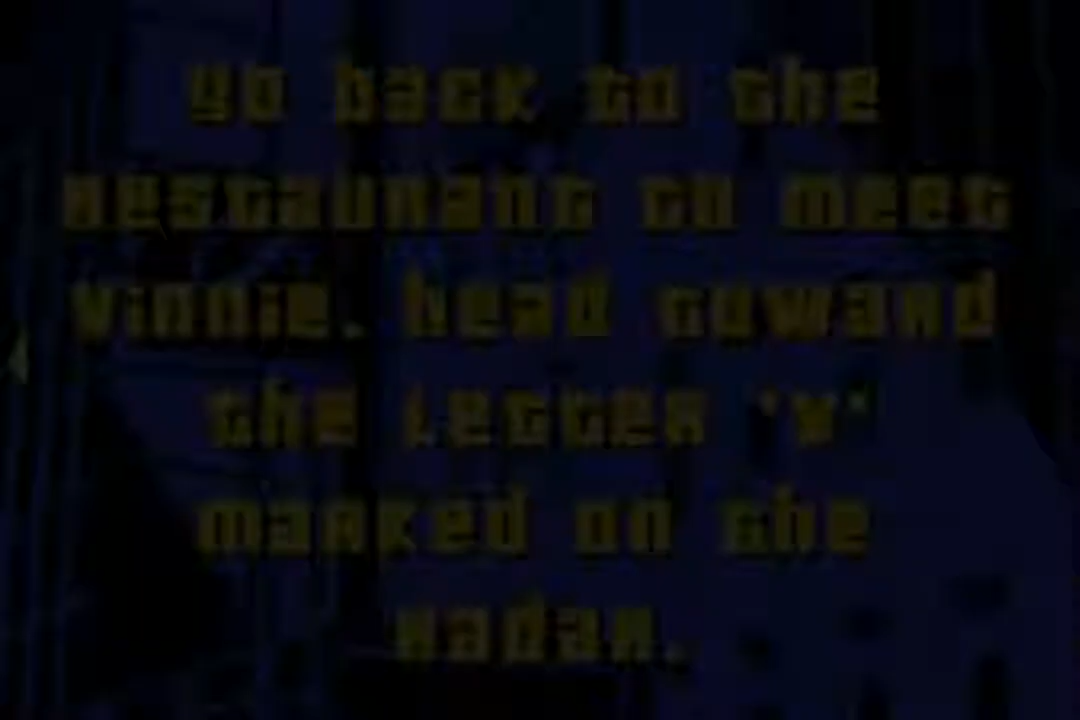 go back to the
restaurant to meet
vinnie. head toward
the letter 'v'
marked on the
radar.